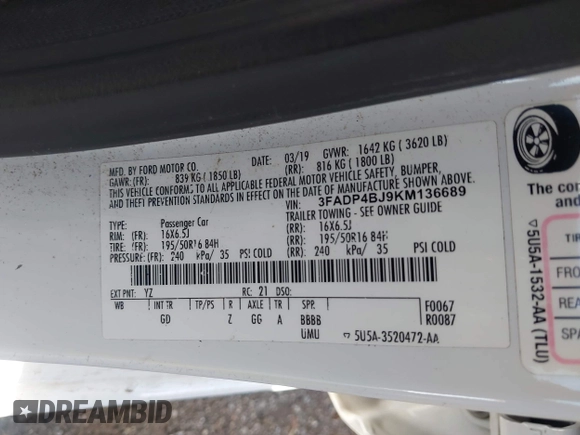 MFD. BY FORD MOTOR CO.
DATE: 03/19 GVWR: 1642 KG ( 3620 LB)
GAWR: (FR): 839 KG ( 1850 LB) (RR): 816 KG ( 1800 LB)
THIS VEHICLE CONFORMS TO ALL APPLICABLE FEDERAL MOTOR VEHICLE SAFETY, BUMPER,
AND THEFT PREVENTION STANDARDS IN EFFECT ON THE DATE OF MANUFACTURE SHOWN ABOVE.
VIN: 3FADP4BJ9KM136689
TYPE: Passenger Car TRAILER TOWING - SEE OWNER GUIDE
RIM: (FR) 16X6.5J (RR): 16X6.5J
TIRE: (FR) 195/50R16 84H (RR): 195/50R16 84H
PRESSURE: (FR) 240 kPa/ 35 PSI COLD (RR): 240 kPa/ 35 PSI COLD
EXT PNT: YZ RC: 21 DSO:
WB INT TR TP/PS R AXLE TR SPR F0067
GD Z GG A BBBB R0087
UMU ▽ 5U5A-3520472-AA
▽5U5A-1532-AA (TLU)
The co
and c
TI
FRO
REA
SPA
DREAMBID